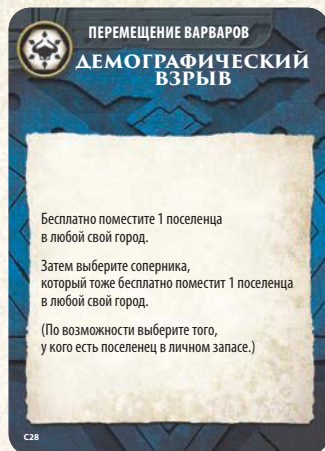 ПЕРЕМЕЩЕНИЕ ВАРВАРОВ
ДЕМОГРАФИЧЕСКИЙ
ВЗРЫВ
Бесплатно поместите 1 поселенца
в любой свой город.
Затем выберите соперника,
который тоже бесплатно поместит 1 поселенца
в любой свой город.
(По возможности выберите того,
у кого есть поселенец в личном запасе.)
C28